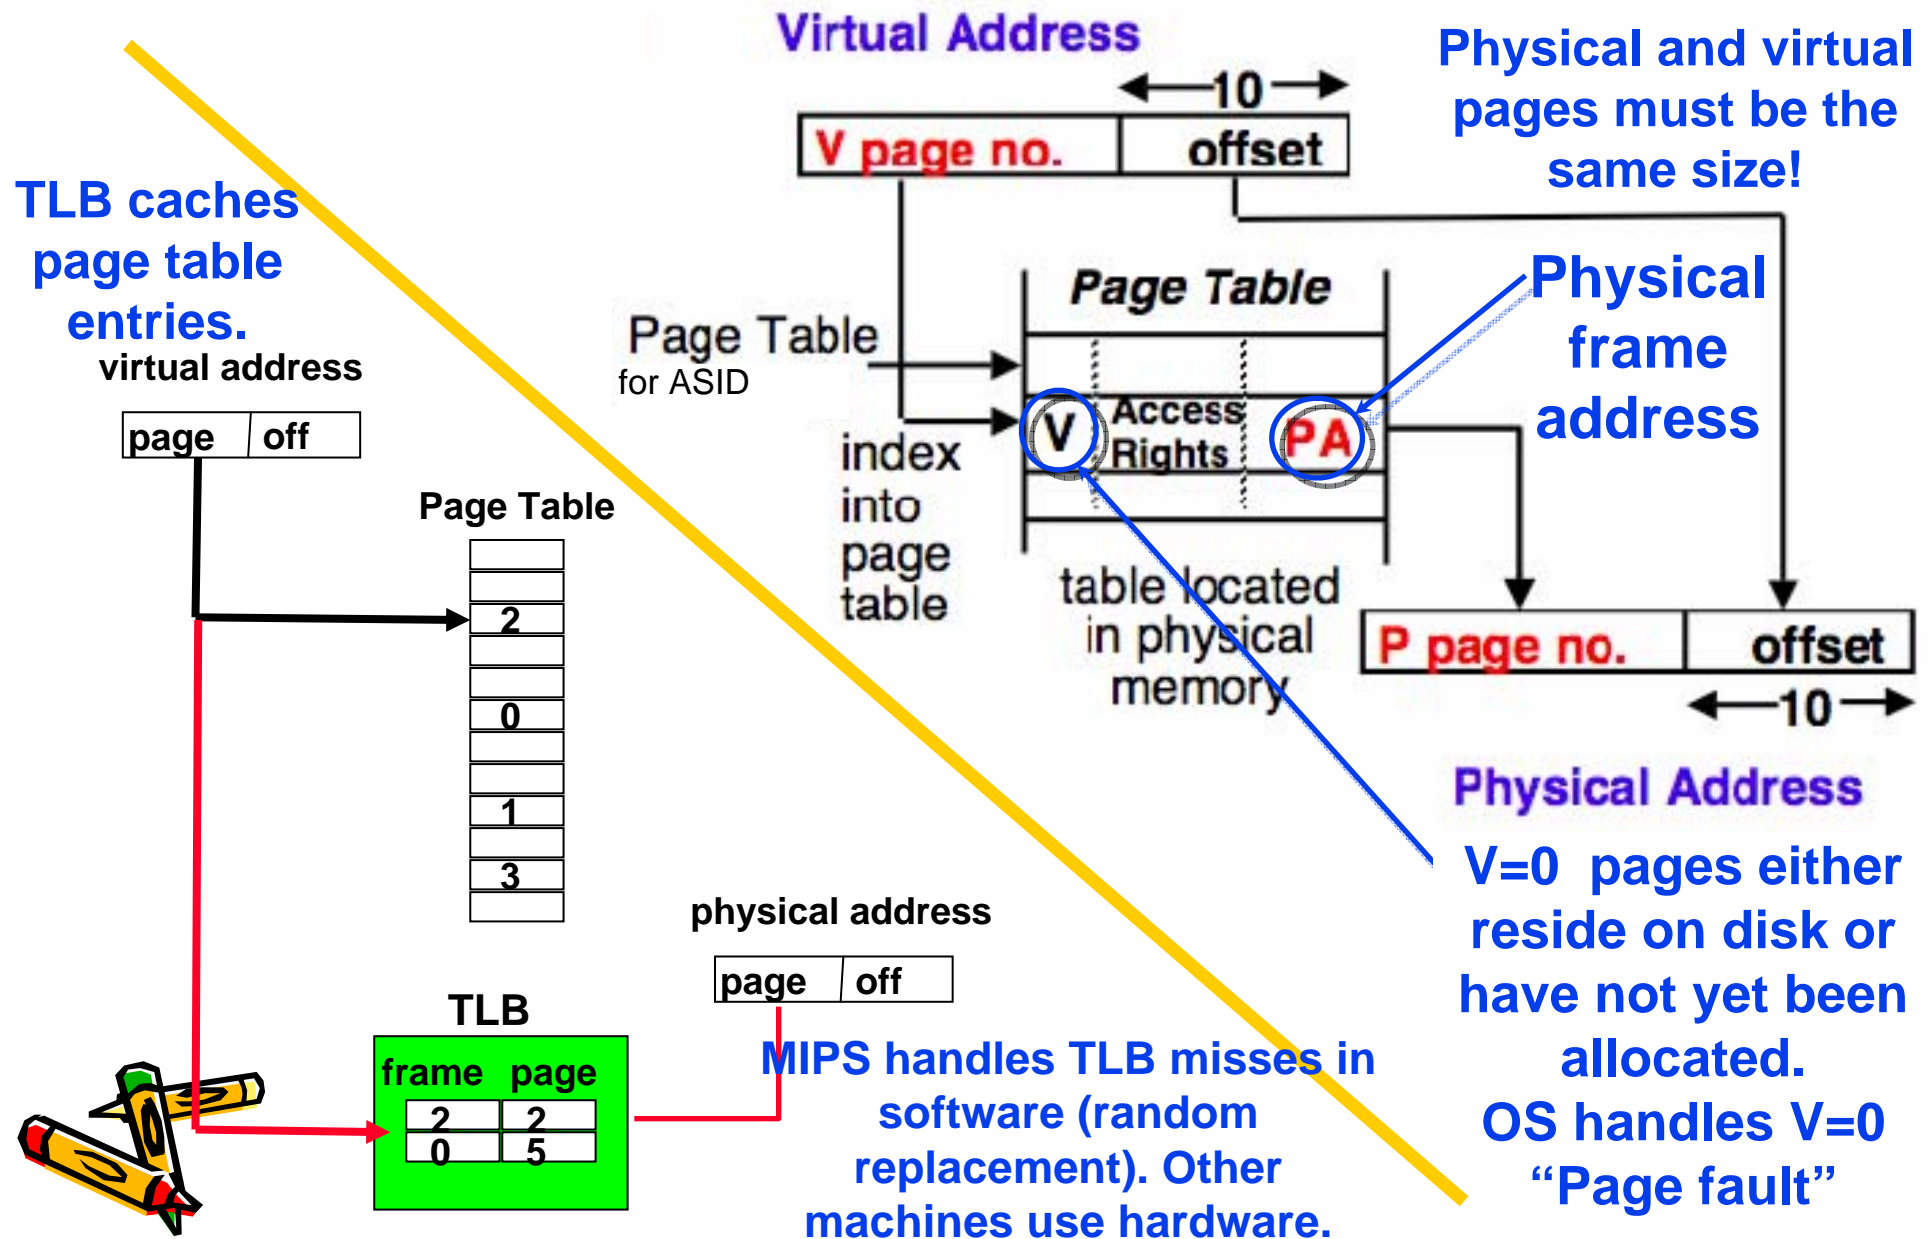 Virtual Address
10
V page no.
offset
Physical and virtual
pages must be the
same size!
TLB caches
page table
entries.
Page Table
Page Table
for ASID
V
Access
Rights
PA
Physical
frame
address
index
into
page
table
table located
in physical
memory
P page no.
offset
10
Physical Address
V=0 pages either
reside on disk or
have not yet been
allocated.
OS handles V=0
“Page fault”
virtual address
page
off
Page Table
2
0
1
3
physical address
page
off
TLB
frame page
2 2
0 5
MIPS handles TLB misses in
software (random
replacement). Other
machines use hardware.